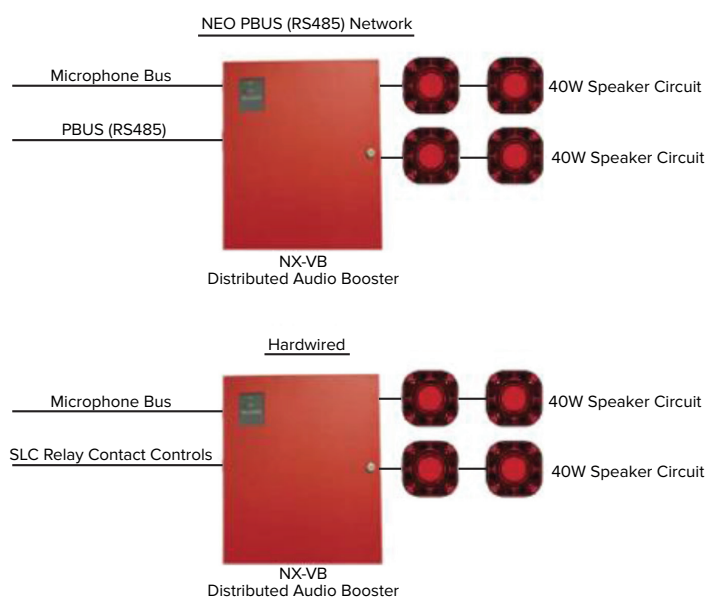 NEO PBUS (RS485) Network
Microphone Bus
40W Speaker Circuit
PBUS (RS485)
40W Speaker Circuit
NX-VB
Distributed Audio Booster
Hardwired
Microphone Bus
40W Speaker Circuit
SLC Relay Contact Controls
40W Speaker Circuit
NX-VB
Distributed Audio Booster